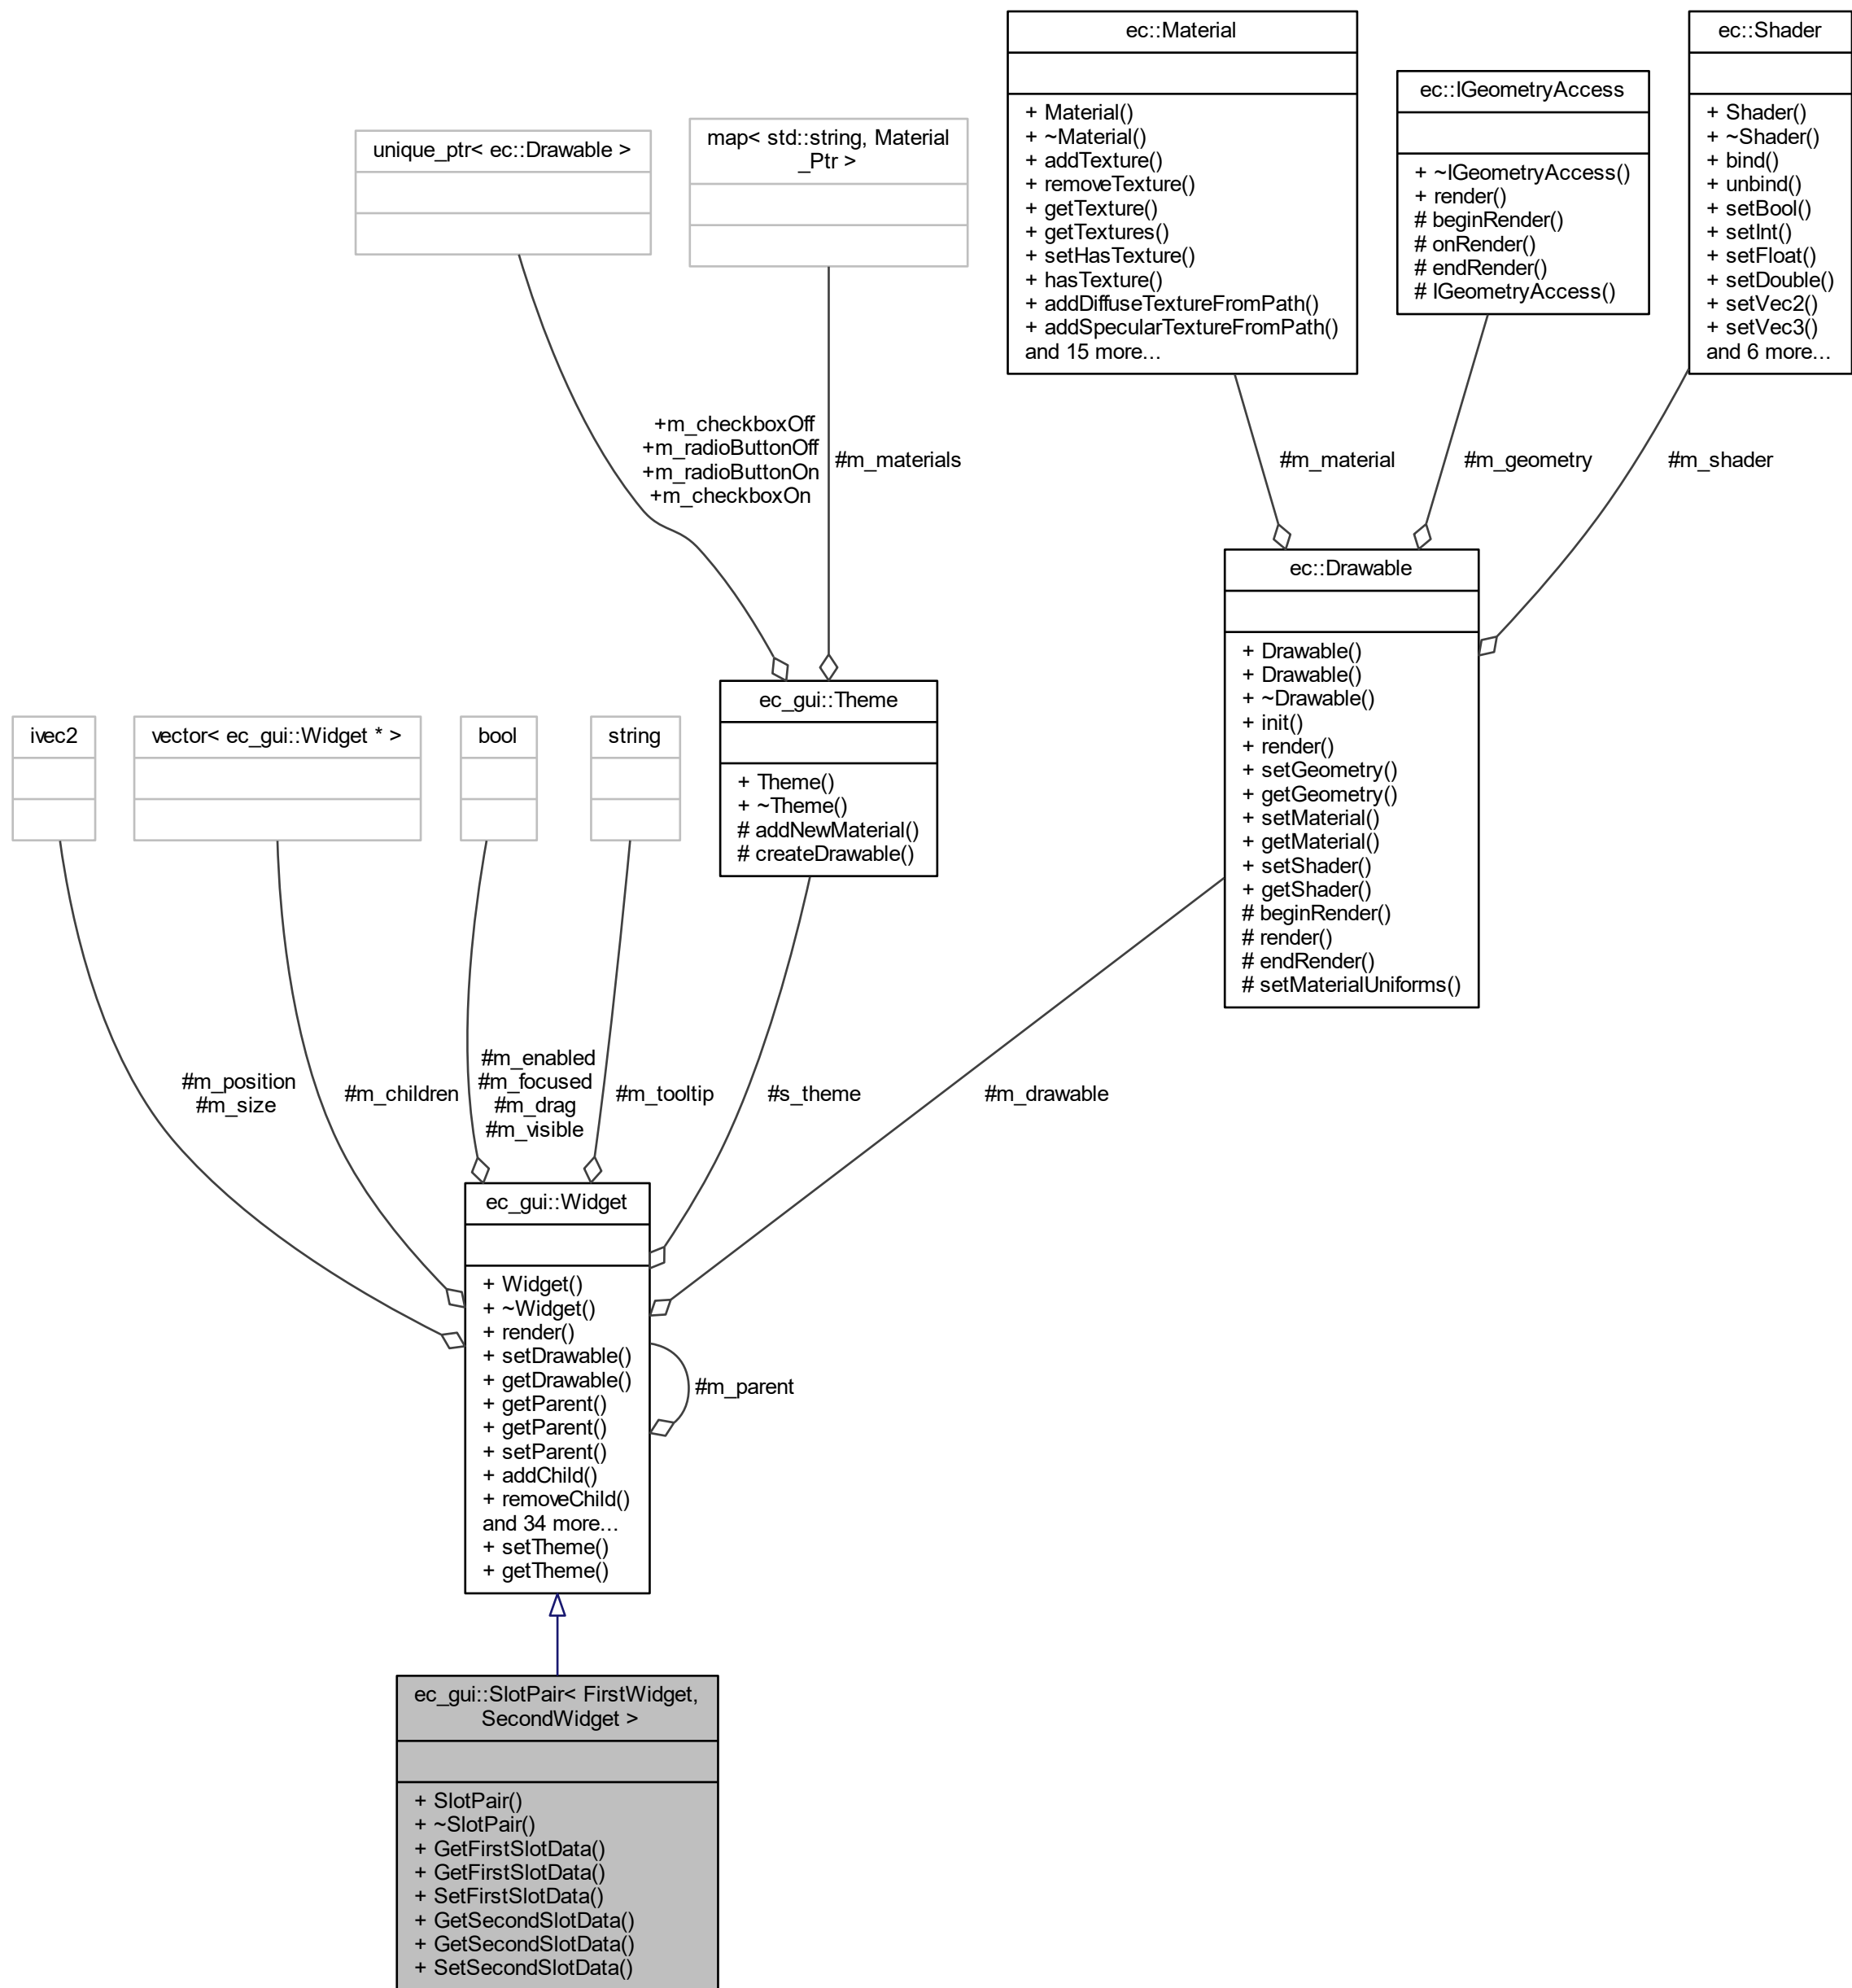 ec::Material
+ Material()
+ ~Material()
+ addTexture()
+ removeTexture()
+ getTexture()
+ getTextures()
+ setHasTexture()
+ hasTexture()
+ addDiffuseTextureFromPath()
+ addSpecularTextureFromPath()
and 15 more...
ec::Shader
+ Shader()
+ ~Shader()
+ bind()
+ unbind()
+ setBool()
+ setInt()
+ setFloat()
+ setDouble()
+ setVec2()
+ setVec3()
and 6 more...
ec::IGeometryAccess
+ ~IGeometryAccess()
+ render()
# beginRender()
# onRender()
# endRender()
# IGeometryAccess()
unique_ptr< ec::Drawable >
map< std::string, Material
_Ptr >
+m_checkboxOff
+m_radioButtonOff
+m_radioButtonOn
+m_checkboxOn
#m_materials
#m_material
#m_geometry
#m_shader
ec::Drawable
+ Drawable()
+ Drawable()
+ ~Drawable()
+ init()
+ render()
+ setGeometry()
+ getGeometry()
+ setMaterial()
+ getMaterial()
+ setShader()
+ getShader()
# beginRender()
# render()
# endRender()
# setMaterialUniforms()
ec_gui::Theme
+ Theme()
+ ~Theme()
# addNewMaterial()
# createDrawable()
ivec2
vector< ec_gui::Widget * >
bool
string
#m_position
#m_size
#m_children
#m_enabled
#m_focused
#m_drag
#m_visible
#m_tooltip
#s_theme
#m_drawable
ec_gui::Widget
+ Widget()
+ ~Widget()
+ render()
+ setDrawable()
+ getDrawable()
+ getParent()
+ getParent()
+ setParent()
+ addChild()
+ removeChild()
and 34 more...
+ setTheme()
+ getTheme()
#m_parent
ec_gui::SlotPair< FirstWidget,
SecondWidget >
+ SlotPair()
+ ~SlotPair()
+ GetFirstSlotData()
+ GetFirstSlotData()
+ SetFirstSlotData()
+ GetSecondSlotData()
+ GetSecondSlotData()
+ SetSecondSlotData()